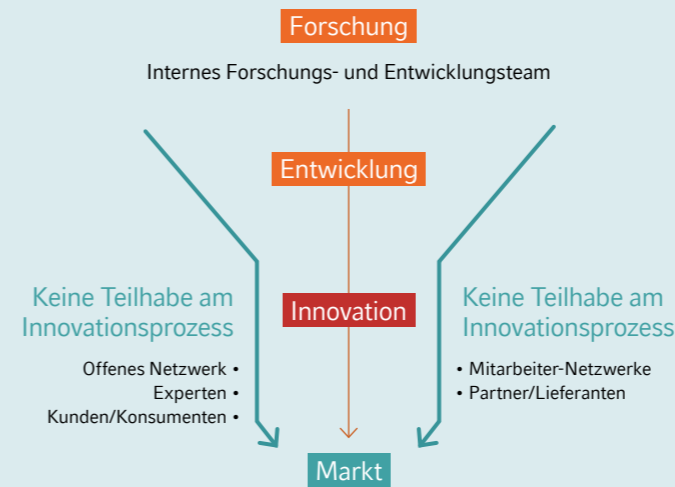 Forschung
Internes Forschungs- und Entwicklungsteam
Entwicklung
Innovation
Keine Teilhabe am
Innovationsprozess
Offenes Netzwerk •
Experten •
Kunden/Konsumenten •
Keine Teilhabe am
Innovationsprozess
• Mitarbeiter-Netzwerke
• Partner/Lieferanten
Markt